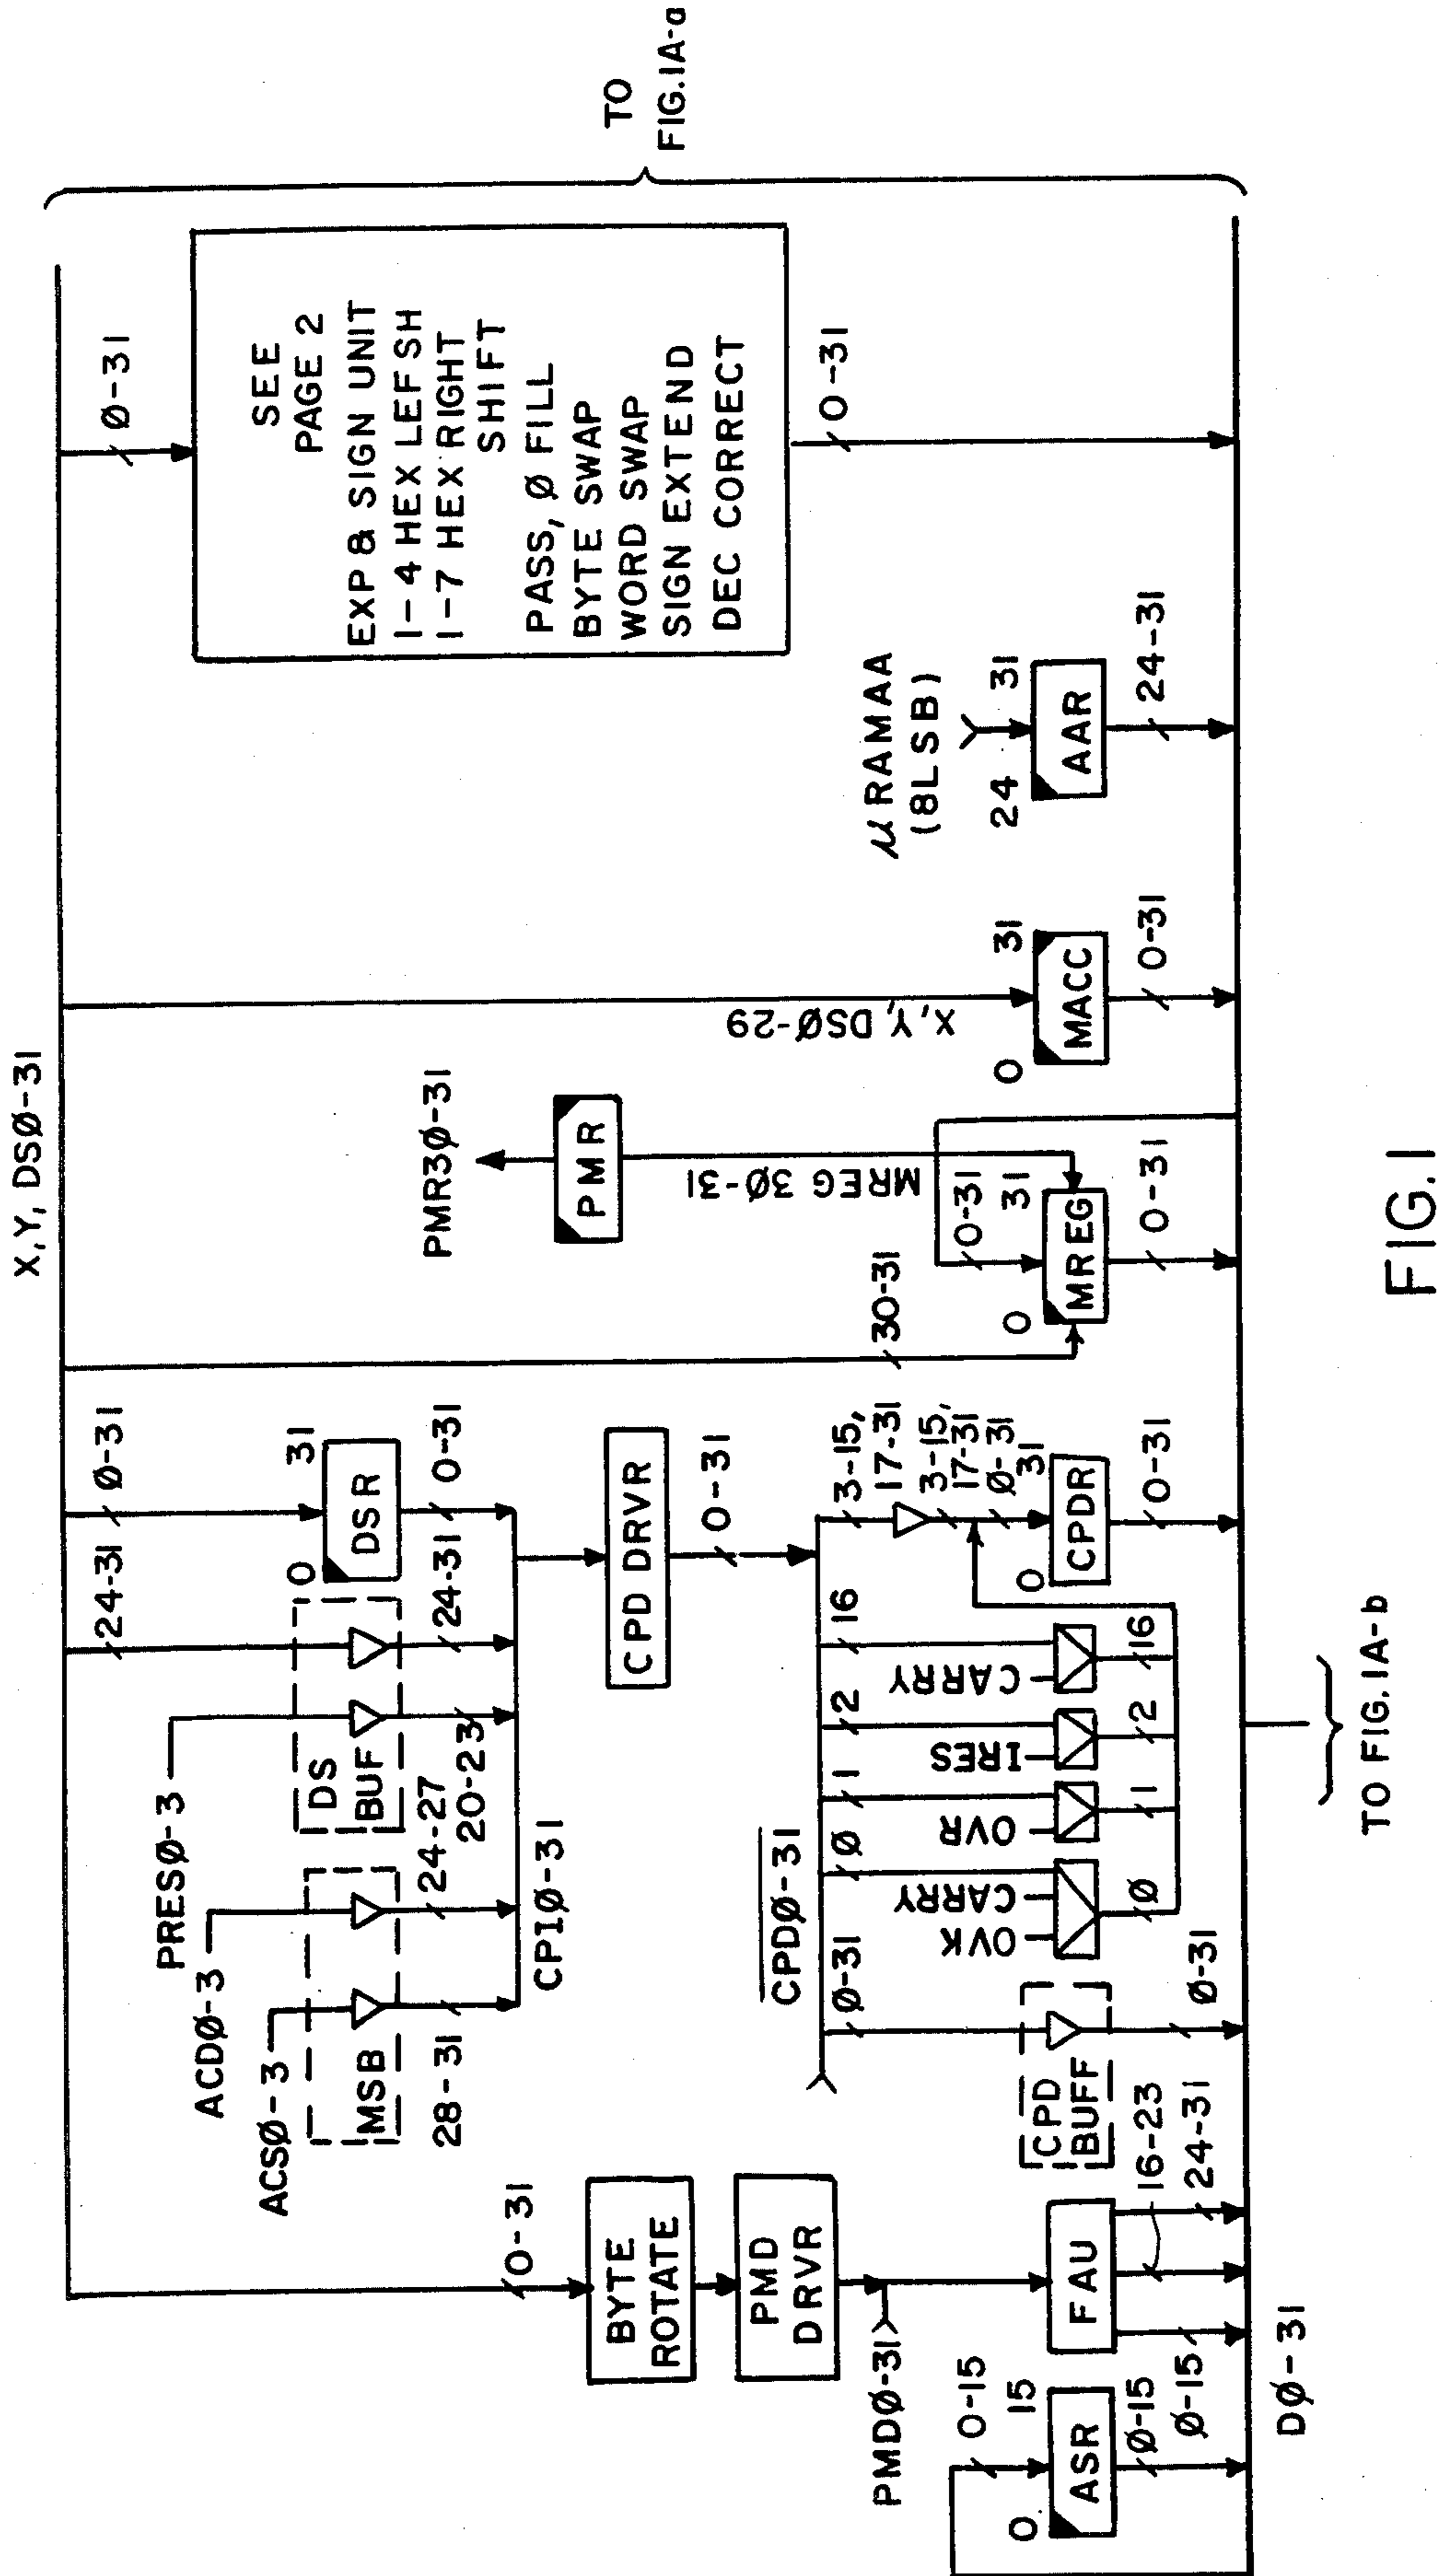 X, Y, DSØ-31
TO
FIG. 1A-a
Ø-31
SEE
PAGE 2
EXP & SIGN UNIT
1-4 HEX LEF SH
1-7 HEX RIGHT
SHIFT
PASS, Ø FILL
BYTE SWAP
WORD SWAP
SIGN EXTEND
DEC CORRECT
0-31
μRAMAA
(8LSB)
24 31
AAR
24-31
X, Y, DSØ-29
0 31
MACC
0-31
PMR3Ø-31
PMR
MREG 3Ø-31
30-31
0-31
0 31
MREG
0-31
24-31
Ø-31
0 31
DSR
0-31
24-31
PRESØ-3
DS
BUF
20-23
ACDØ-3
24-27
ACSØ-3
MSB
28-31
CPIØ-31
CPD DRVR
0-31
CPDØ-31
3-15,
17-31
3-15,
17-31
Ø-31
0 31
CPDR
0-31
16
CARRY
16
2
IRES
2
1
OVR
1
Ø
CARRY
OVK
Ø
Ø-31
CPD
BUFF
Ø-31
0-31
BYTE
ROTATE
PMD
DRVR
PMDØ-31
FAU
16-23
24-31
Ø-15
0-15
0 15
ASR
Ø-15
DØ-31
TO FIG. 1A-b
FIG. 1